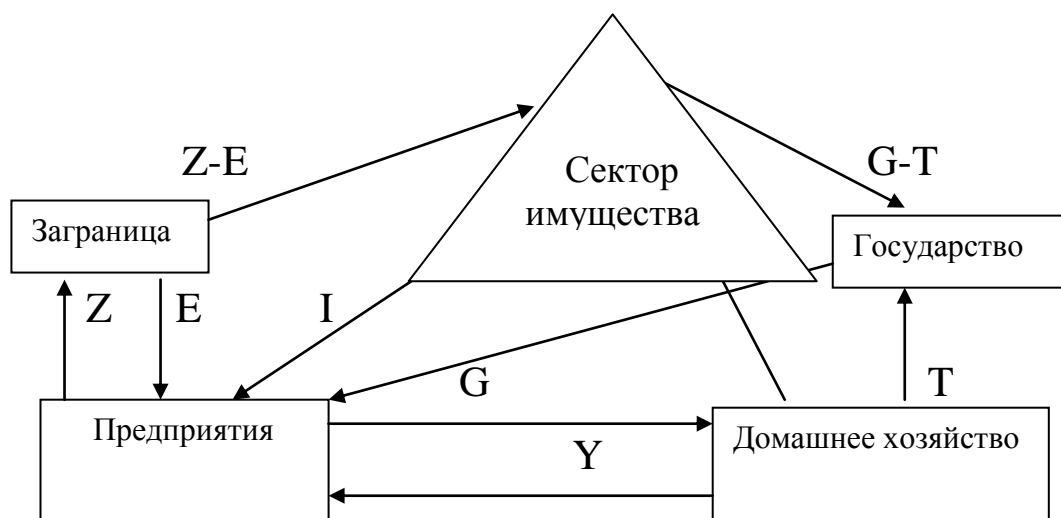 Z-E
G-T
Сектор
имущества
Заграница
Государство
Z
E
I
G
T
Предприятия
Домашнее хозяйство
Y